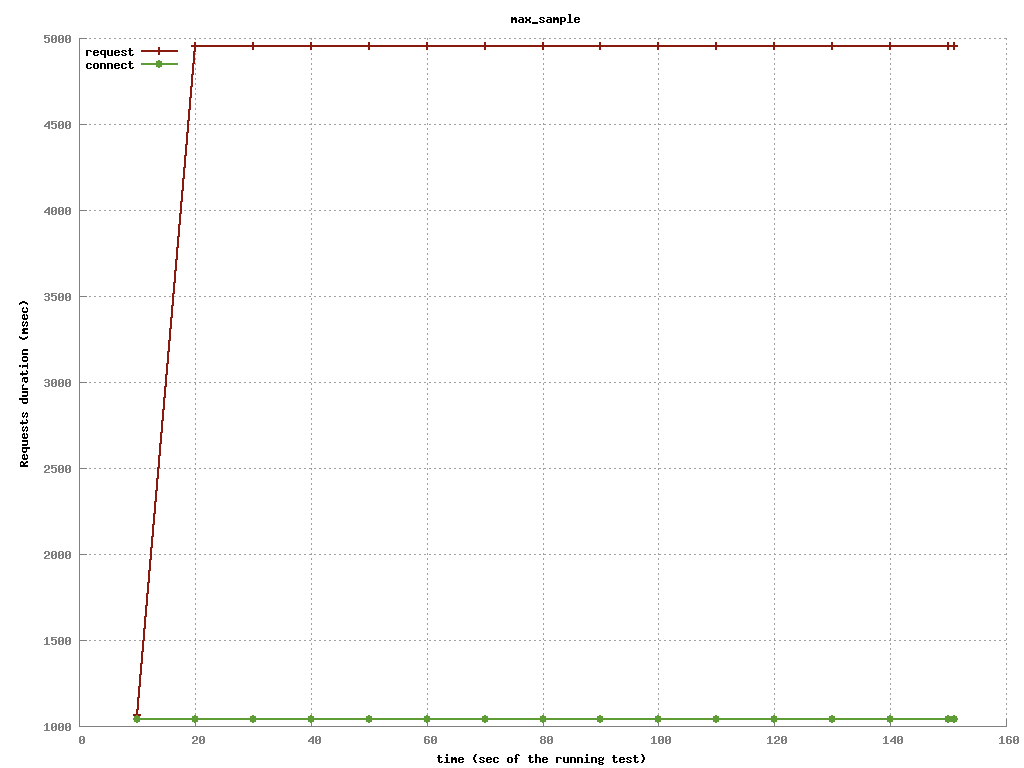 max_sample
request
connect
5000
4500
4000
3500
3000
2500
2000
1500
1000
Requests duration (msec)
0 20 40 60 80 100 120 140 160
time (sec of the running test)